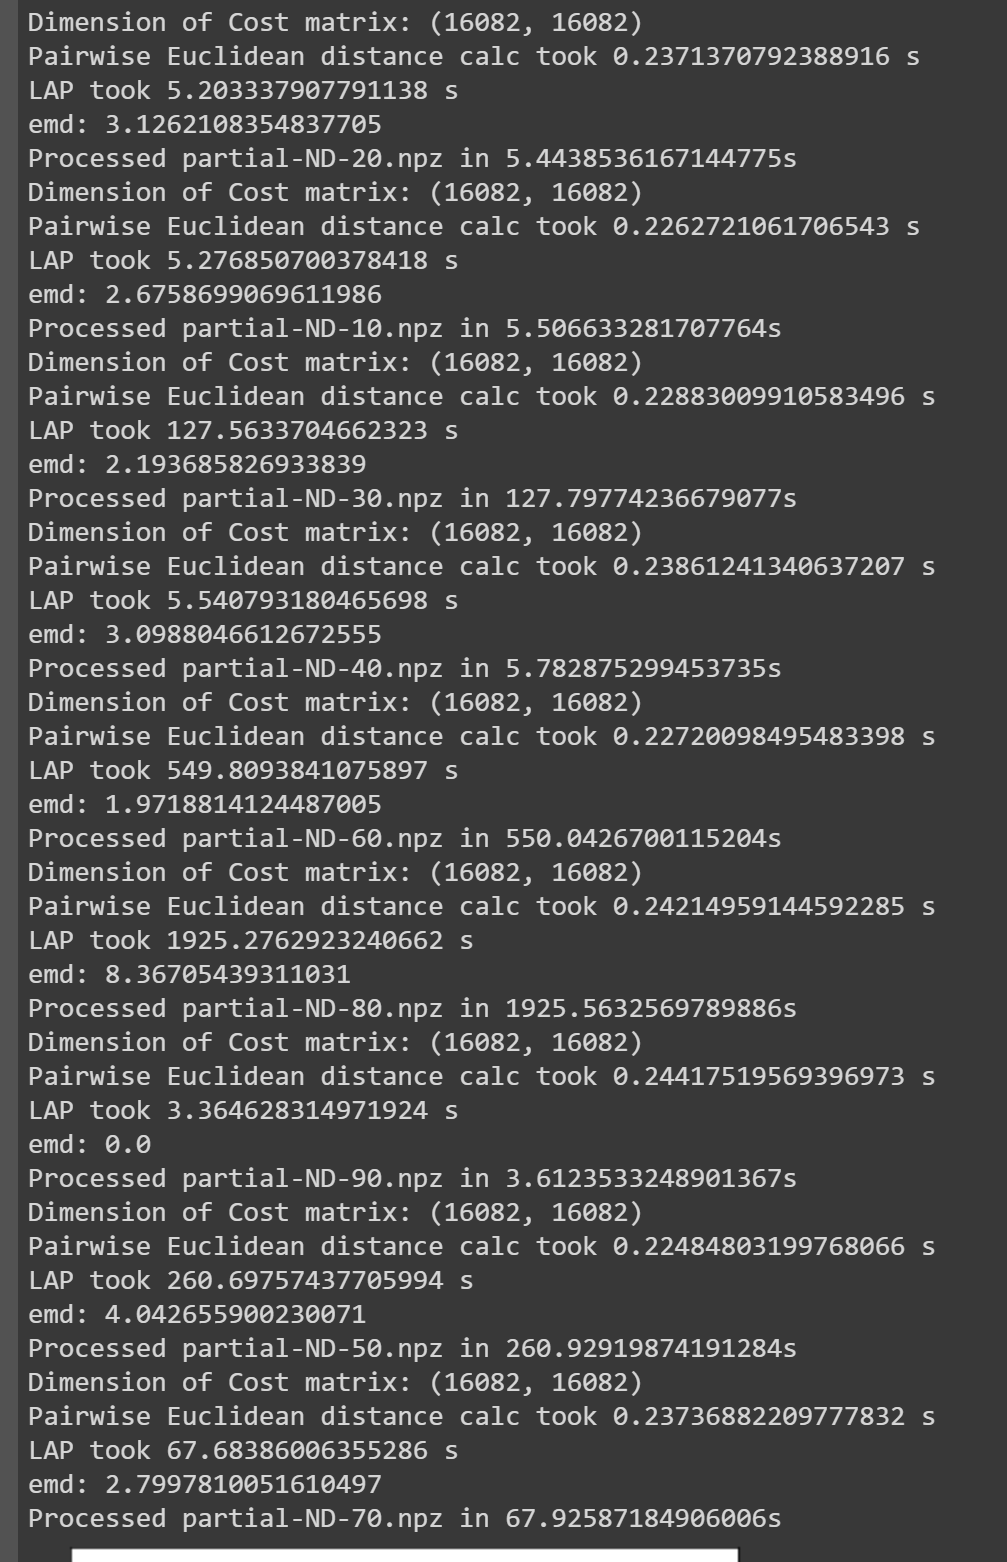 Dimension of Cost matrix: (16082, 16082)
Pairwise Euclidean distance calc took 0.2371370792388916 s
LAP took 5.203337907791138 s
emd: 3.1262108354837705
Processed partial-ND-20.npz in 5.4438536167144775s
Dimension of Cost matrix: (16082, 16082)
Pairwise Euclidean distance calc took 0.2262721061706543 s
LAP took 5.276850700378418 s
emd: 2.6758699069611986
Processed partial-ND-10.npz in 5.506633281707764s
Dimension of Cost matrix: (16082, 16082)
Pairwise Euclidean distance calc took 0.22883009910583496 s
LAP took 127.5633704662323 s
emd: 2.193685826933839
Processed partial-ND-30.npz in 127.79774236679077s
Dimension of Cost matrix: (16082, 16082)
Pairwise Euclidean distance calc took 0.23861241340637207 s
LAP took 5.540793180465698 s
emd: 3.0988046612672555
Processed partial-ND-40.npz in 5.782875299453735s
Dimension of Cost matrix: (16082, 16082)
Pairwise Euclidean distance calc took 0.22720098495483398 s
LAP took 549.8093841075897 s
emd: 1.9718814124487005
Processed partial-ND-60.npz in 550.0426700115204s
Dimension of Cost matrix: (16082, 16082)
Pairwise Euclidean distance calc took 0.24214959144592285 s
LAP took 1925.2762923240662 s
emd: 8.36705439311031
Processed partial-ND-80.npz in 1925.5632569789886s
Dimension of Cost matrix: (16082, 16082)
Pairwise Euclidean distance calc took 0.24417519569396973 s
LAP took 3.364628314971924 s
emd: 0.0
Processed partial-ND-90.npz in 3.6123533248901367s
Dimension of Cost matrix: (16082, 16082)
Pairwise Euclidean distance calc took 0.22484803199768066 s
LAP took 260.69757437705994 s
emd: 4.042655900230071
Processed partial-ND-50.npz in 260.92919874191284s
Dimension of Cost matrix: (16082, 16082)
Pairwise Euclidean distance calc took 0.23736882209777832 s
LAP took 67.68386006355286 s
emd: 2.7997810051610497
Processed partial-ND-70.npz in 67.92587184906006s